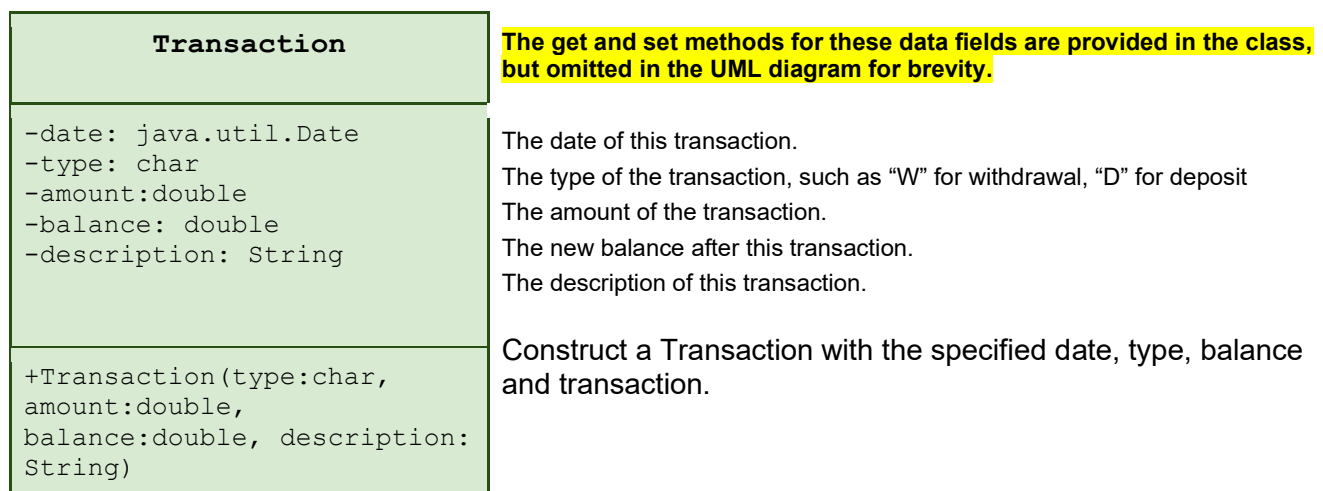 Transaction
The get and set methods for these data fields are provided in the class,
but omitted in the UML diagram for brevity.
-date: java.util.Date
-type: char
-amount:double
-balance: double
-description: String
The date of this transaction.
The type of the transaction, such as “W” for withdrawal, “D” for deposit
The amount of the transaction.
The new balance after this transaction.
The description of this transaction.
+Transaction(type:char,
amount:double,
balance:double, description:
String)
Construct a Transaction with the specified date, type, balance
and transaction.